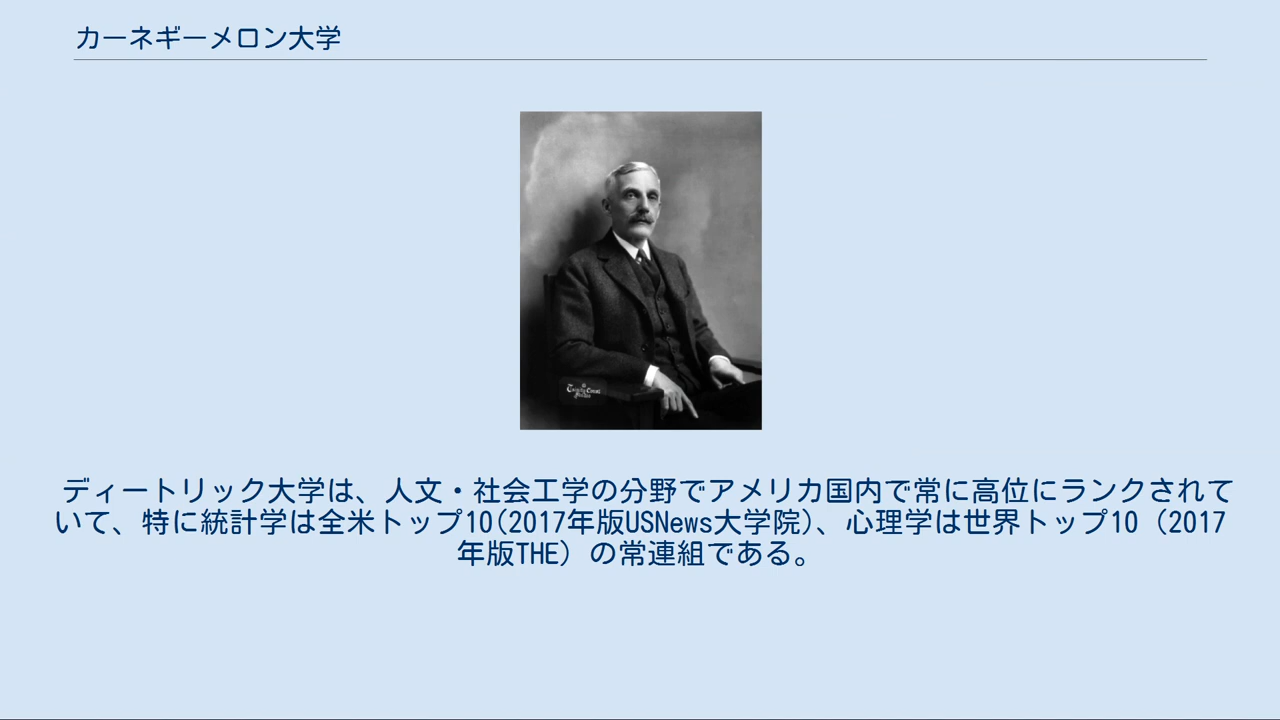 カーネギーメロン大学
ディートリック大学は、人文・社会工学の分野でアメリカ国内で常に高位にランクされて
いて、特に統計学は全米トップ10(2017年版USNews大学院)、心理学は世界トップ10（2017
年版THE）の常連組である。